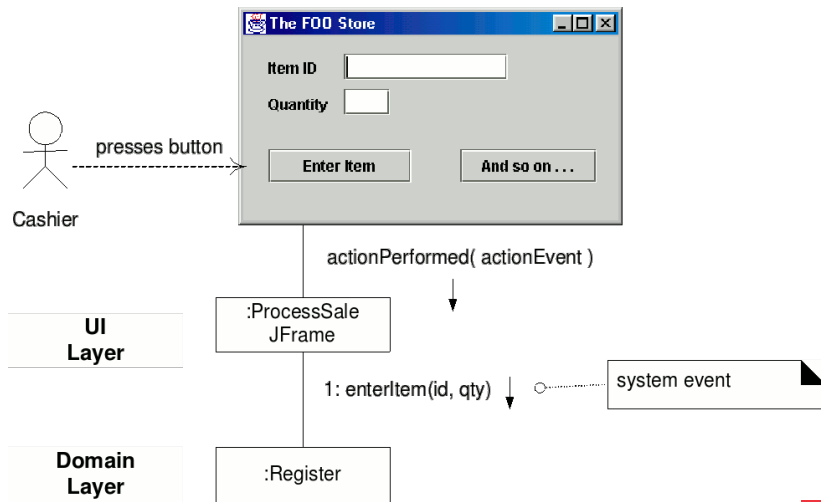 The FOO Store
Item ID
Quantity
presses button
Enter Item
And so on . . .
Cashier
actionPerformed( actionEvent )
UI
Layer
:ProcessSale
JFrame
1: enterItem(id, qty)
system event
Domain
Layer
:Register